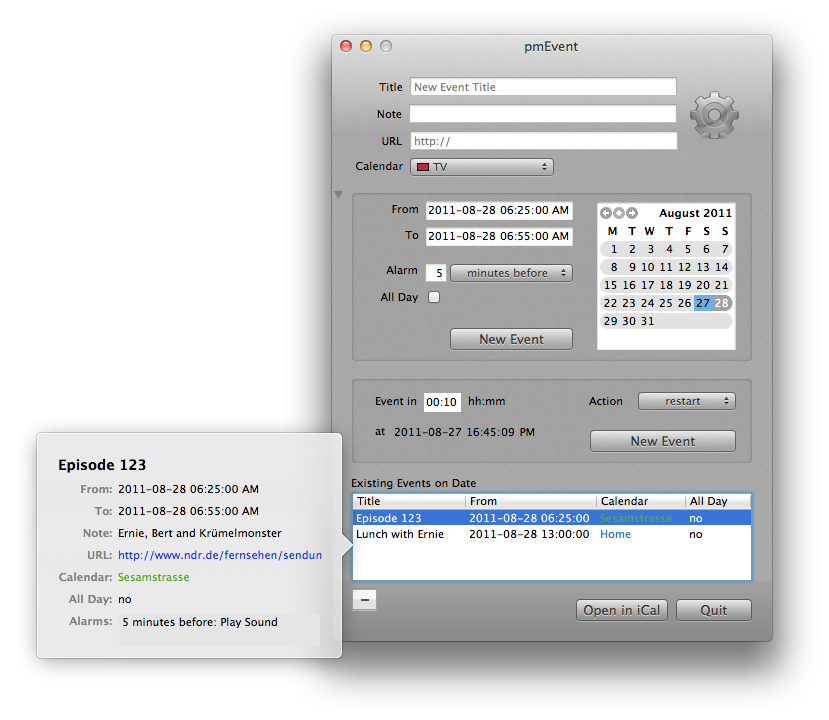 pmEvent
Title New Event Title
Note
URL http://
Calendar TV
From 2011-08-28 06:25:00 AM
To 2011-08-28 06:55:00 AM
Alarm 5 minutes before
All Day
New Event
August 2011
M T W T F S S
1 2 3 4 5 6 7
8 9 10 11 12 13 14
15 16 17 18 19 20 21
22 23 24 25 26 27 28
29 30 31
Event in 00:10 hh:mm
at 2011-08-27 16:45:09 PM
Action restart
New Event
Existing Events on Date
Title From Calendar All Day
Episode 123 2011-08-28 06:25:00 Sesamstrasse no
Lunch with Ernie 2011-08-28 13:00:00 Home no
Open in iCal Quit
Episode 123
From: 2011-08-28 06:25:00 AM
To: 2011-08-28 06:55:00 AM
Note: Ernie, Bert and Krümelmonster
URL: http://www.ndr.de/fernsehen/sendun
Calendar: Sesamstrasse
All Day: no
Alarms: 5 minutes before: Play Sound